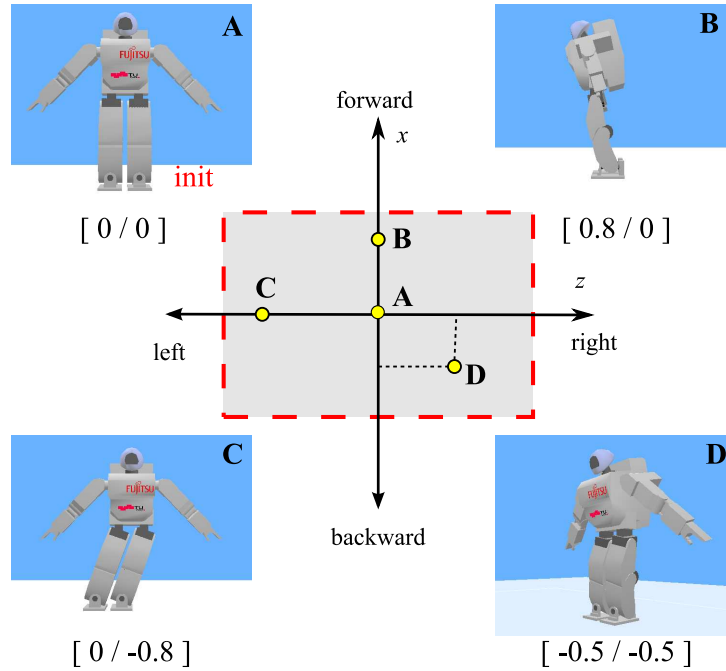 A
FUJITSU
init
[ 0 / 0 ]
B
[ 0.8 / 0 ]
forward
x
B
C
A
z
left
right
D
backward
C
FUJITSU
[ 0 / -0.8 ]
D
FUJITSU
[ -0.5 / -0.5 ]